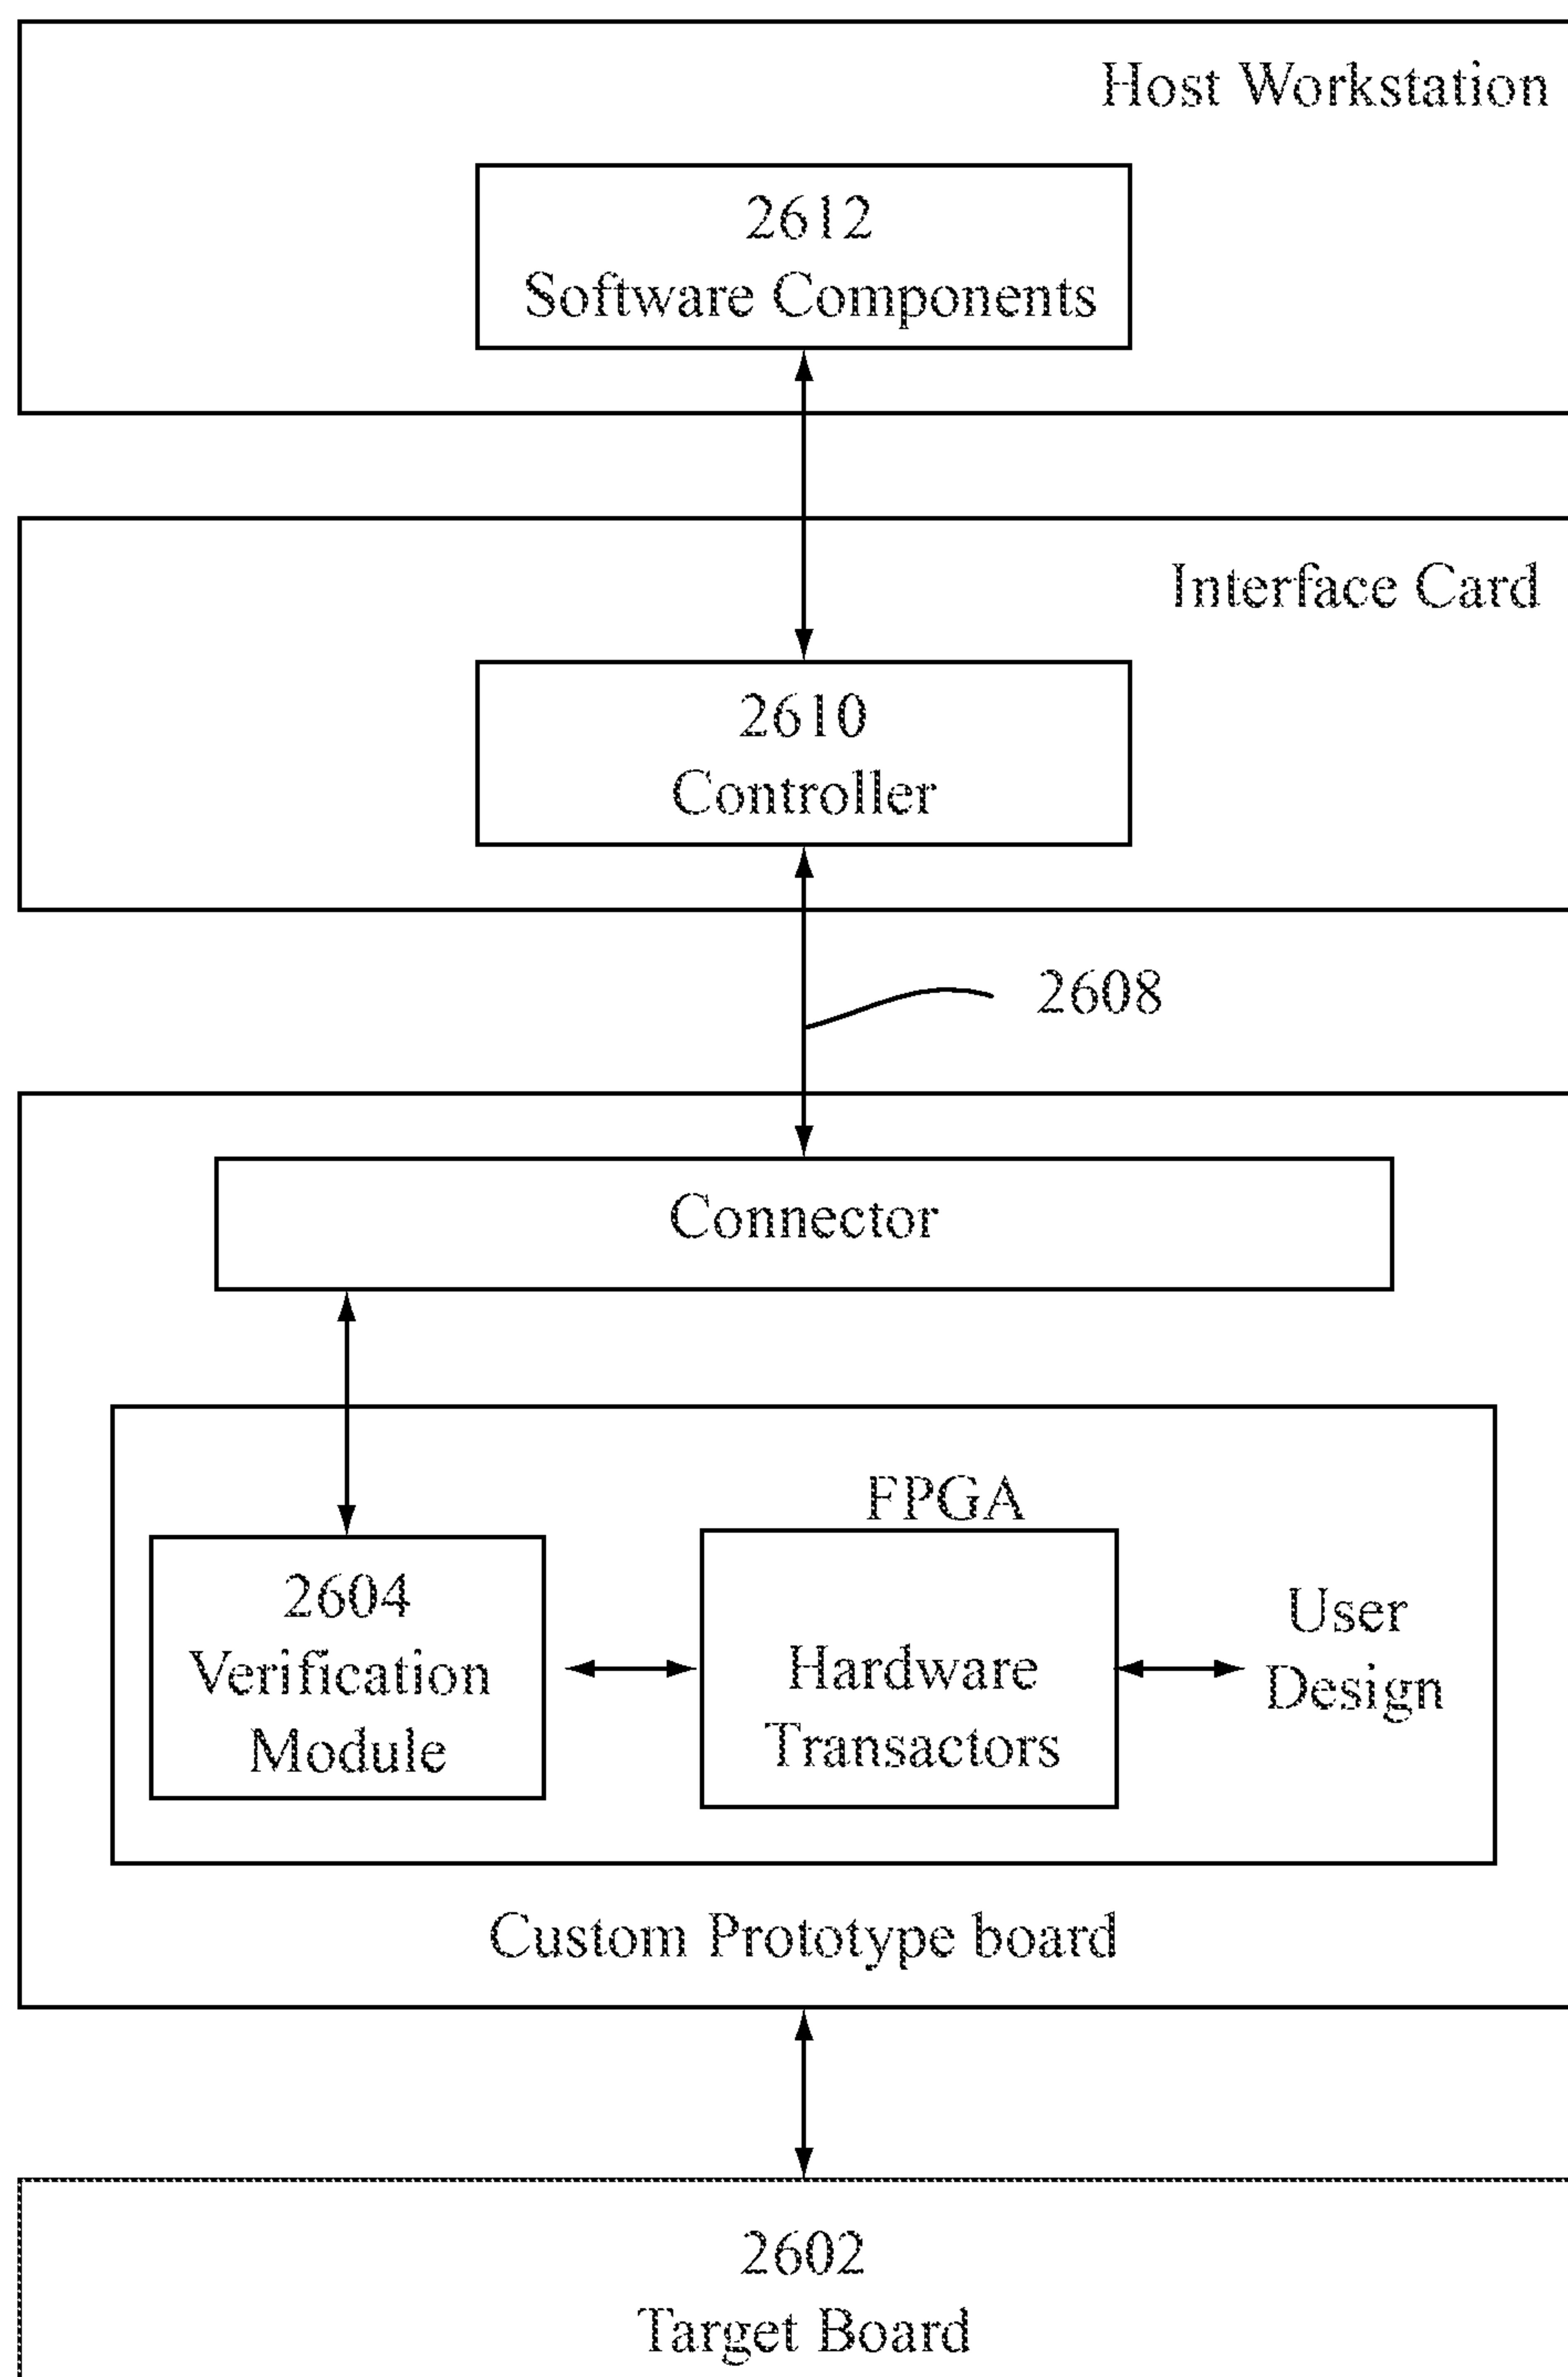 Host Workstation
2612
Software Components
Interface Card
2610
Controller
2608
Connector
FPGA
2604
Verification
Module
Hardware
Transactors
User
Design
Custom Prototype board
2602
Target Board